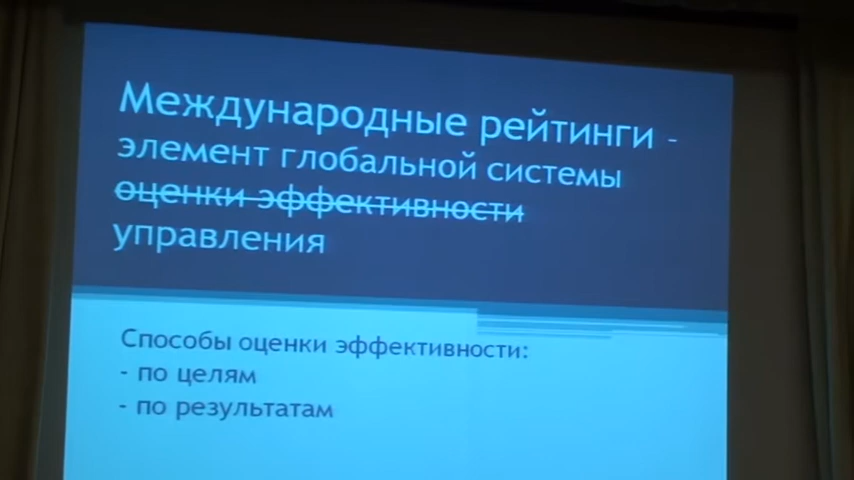 Международные рейтинги -
элемент глобальной системы
оценки эффективности
управления
Способы оценки эффективности:
- по целям
- по результатам